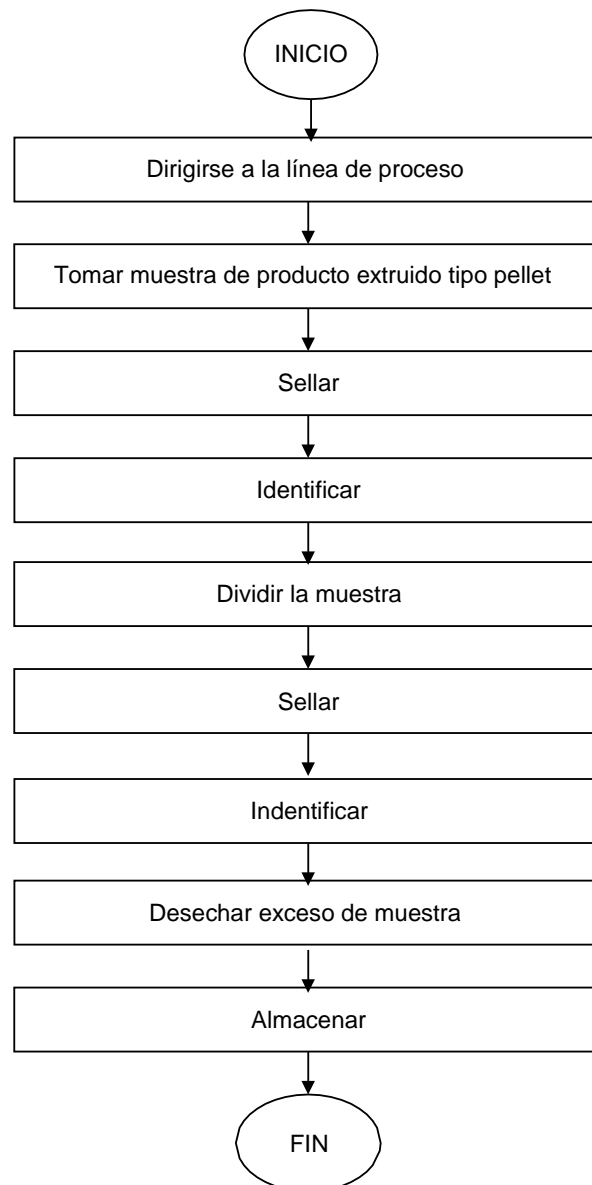 INICIO
Dirigirse a la línea de proceso
Tomar muestra de producto extruido tipo pellet
Sellar
Identificar
Dividir la muestra
Sellar
Indentificar
Desechar exceso de muestra
Almacenar
FIN